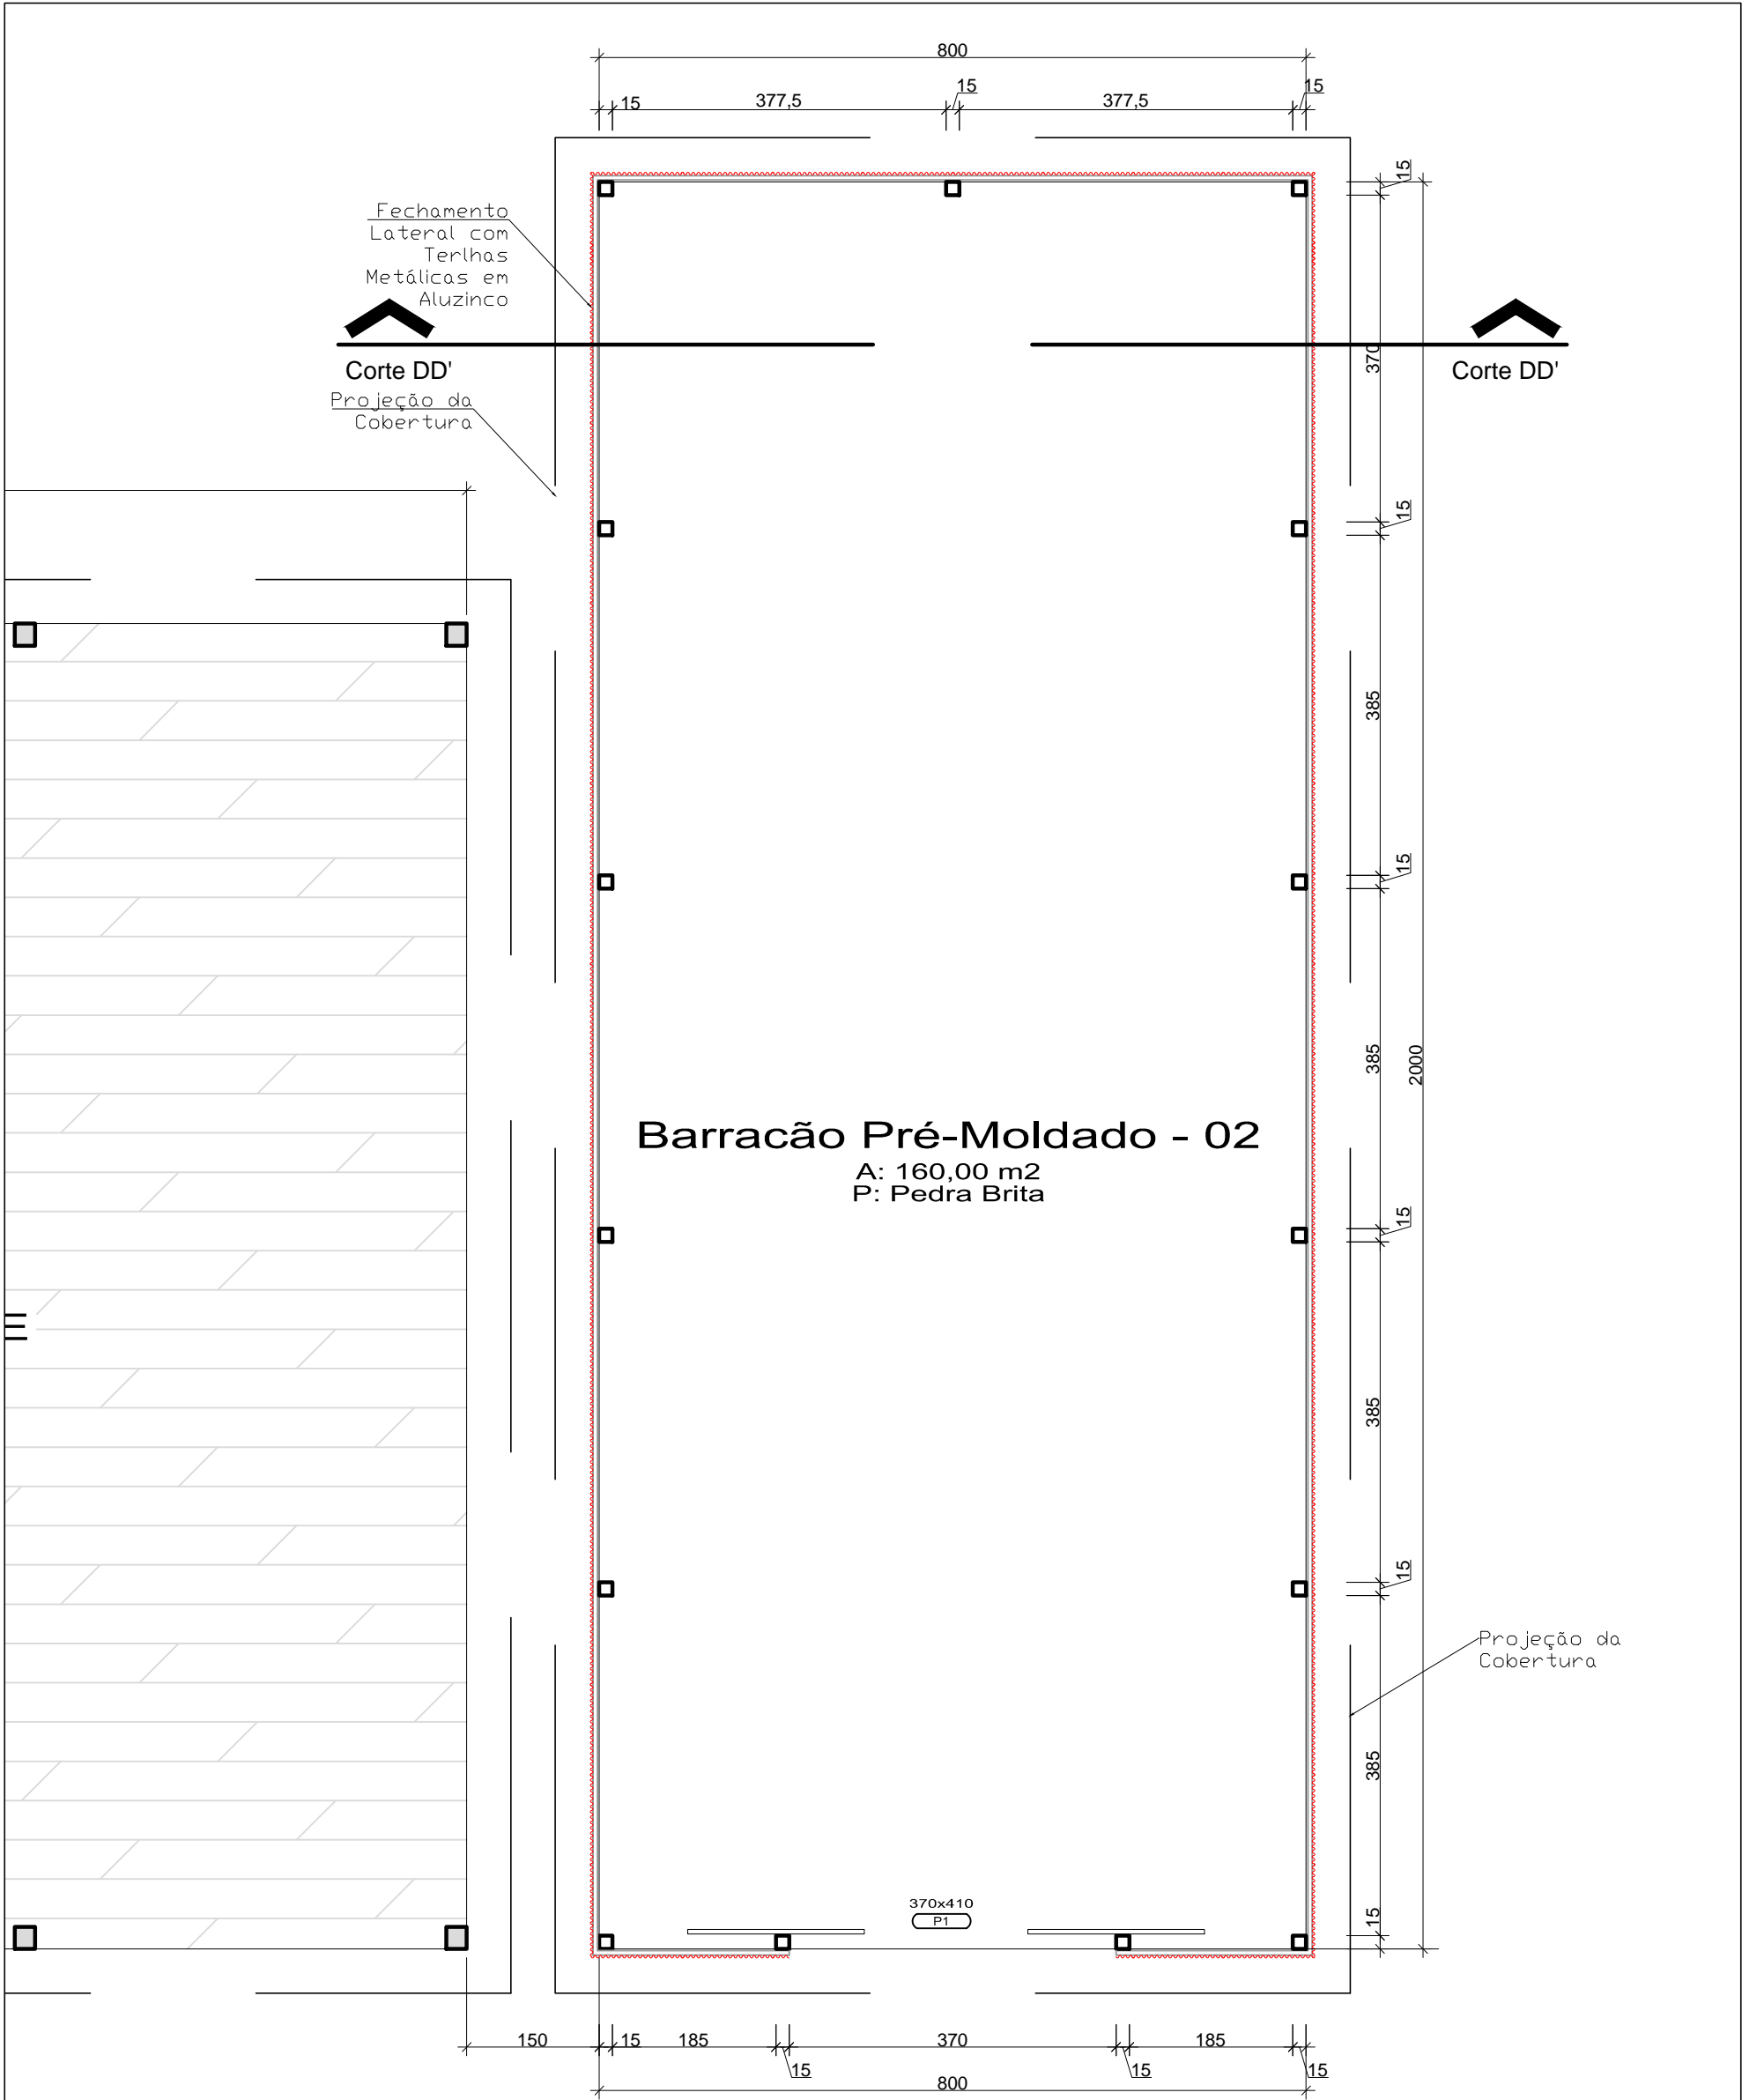 800
15
377,5
15
377,5
15
15
Fechamento
Lateral com
Terlhas
Metálicas em
Aluzinco
370
Corte DD'
Corte DD'
Projeção da
Cobertura
15
385
15
385
2000
Barracão Pré-Moldado - 02
A: 160,00 m2
P: Pedra Brita
15
385
15
Projeção da
Cobertura
385
370x410
P1
15
150
15
185
370
185
15
15
15
800